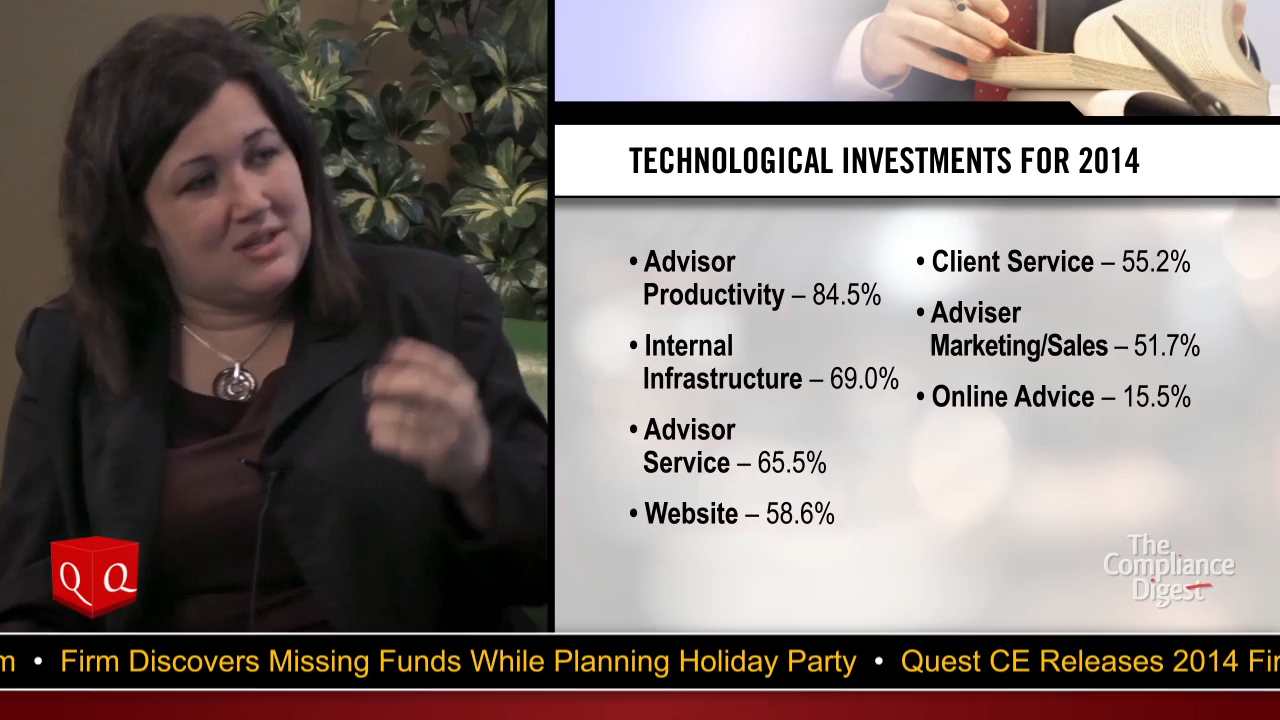 TECHNOLOGICAL INVESTMENTS FOR 2014
• Advisor
Productivity – 84.5%
• Internal
Infrastructure – 69.0%
• Advisor
Service – 65.5%
• Website – 58.6%
• Client Service – 55.2%
• Adviser
Marketing/Sales – 51.7%
• Online Advice – 15.5%
The
Compliance
Digest
Q Q
m • Firm Discovers Missing Funds While Planning Holiday Party • Quest CE Releases 2014 Fir